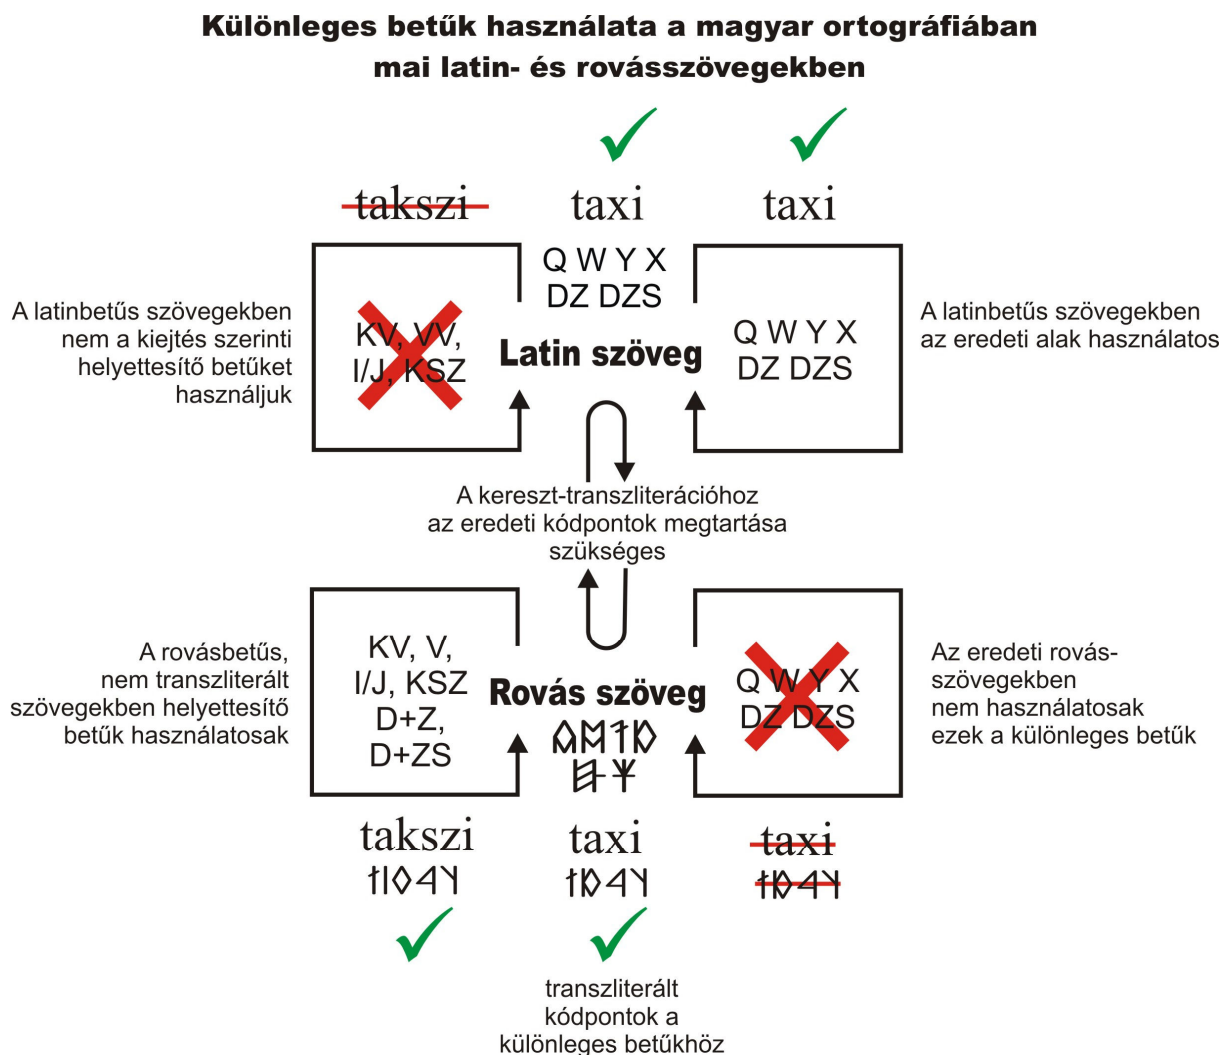 Különleges betűk használata a magyar ortográfiában
mai latin- és rovásszövegekben
takszi
taxi
taxi
A latinbetűs szövegekben
nem a kiejtés szerinti
helyettesítő betűket
használjuk
KV, VV,
I/J, KSZ
Q W Y X
DZ DZS
Latin szöveg
Q W Y X
DZ DZS
A latinbetűs szövegekben
az eredeti alak használatos
A kereszt-transzliterációhoz
az eredeti kódpontok megtartása
szükséges
A rovásbetűs,
nem transzliterált
szövegekben helyettesítő
betűk használatosak
KV, V,
I/J, KSZ
D+Z,
D+ZS
Rovás szöveg
Q W Y X
DZ DZS
Az eredeti rovás-
szövegekben
nem használatosak
ezek a különleges betűk
takszi
taxi
taxi
transzliterált
kódpontok a
különleges betűkhöz